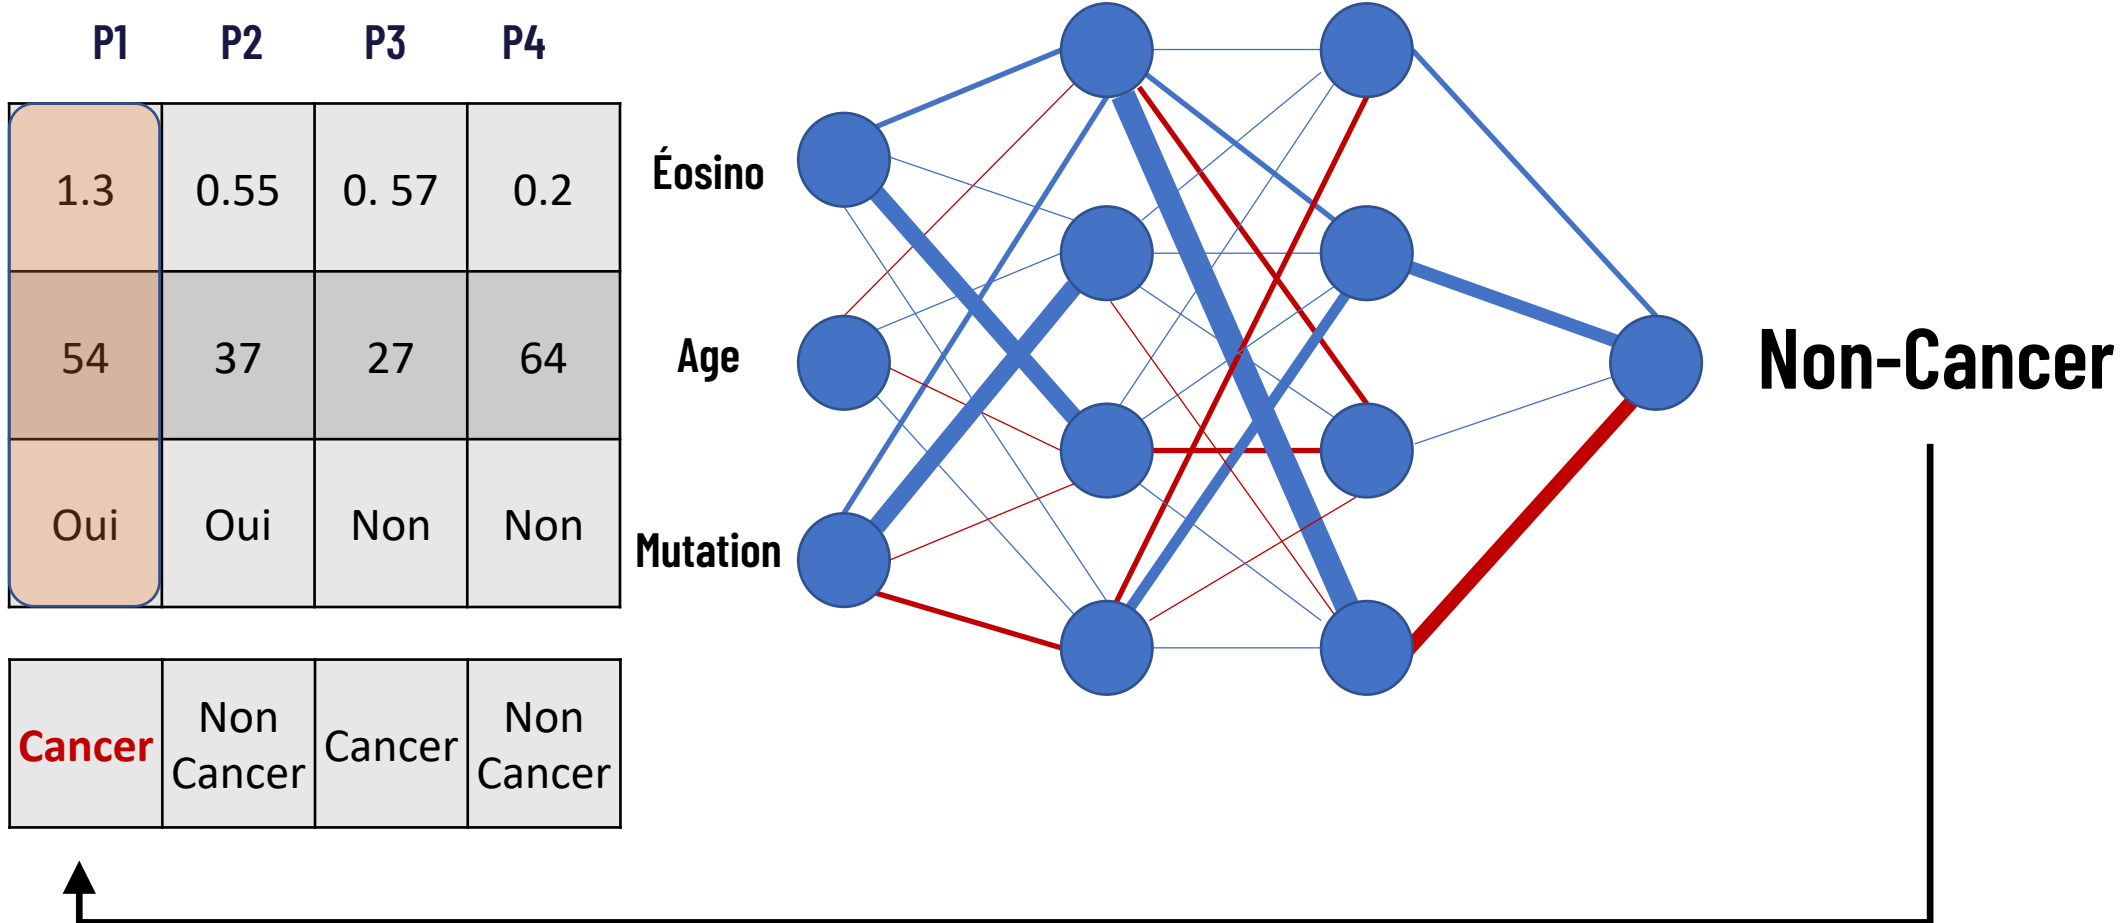 P1 P2 P3 P4
1.3 0.55 0. 57 0.2
Éosino
54 37 27 64
Age
Oui Oui Non Non
Mutation
Non-Cancer
Cancer
Non
Cancer
Cancer
Non
Cancer